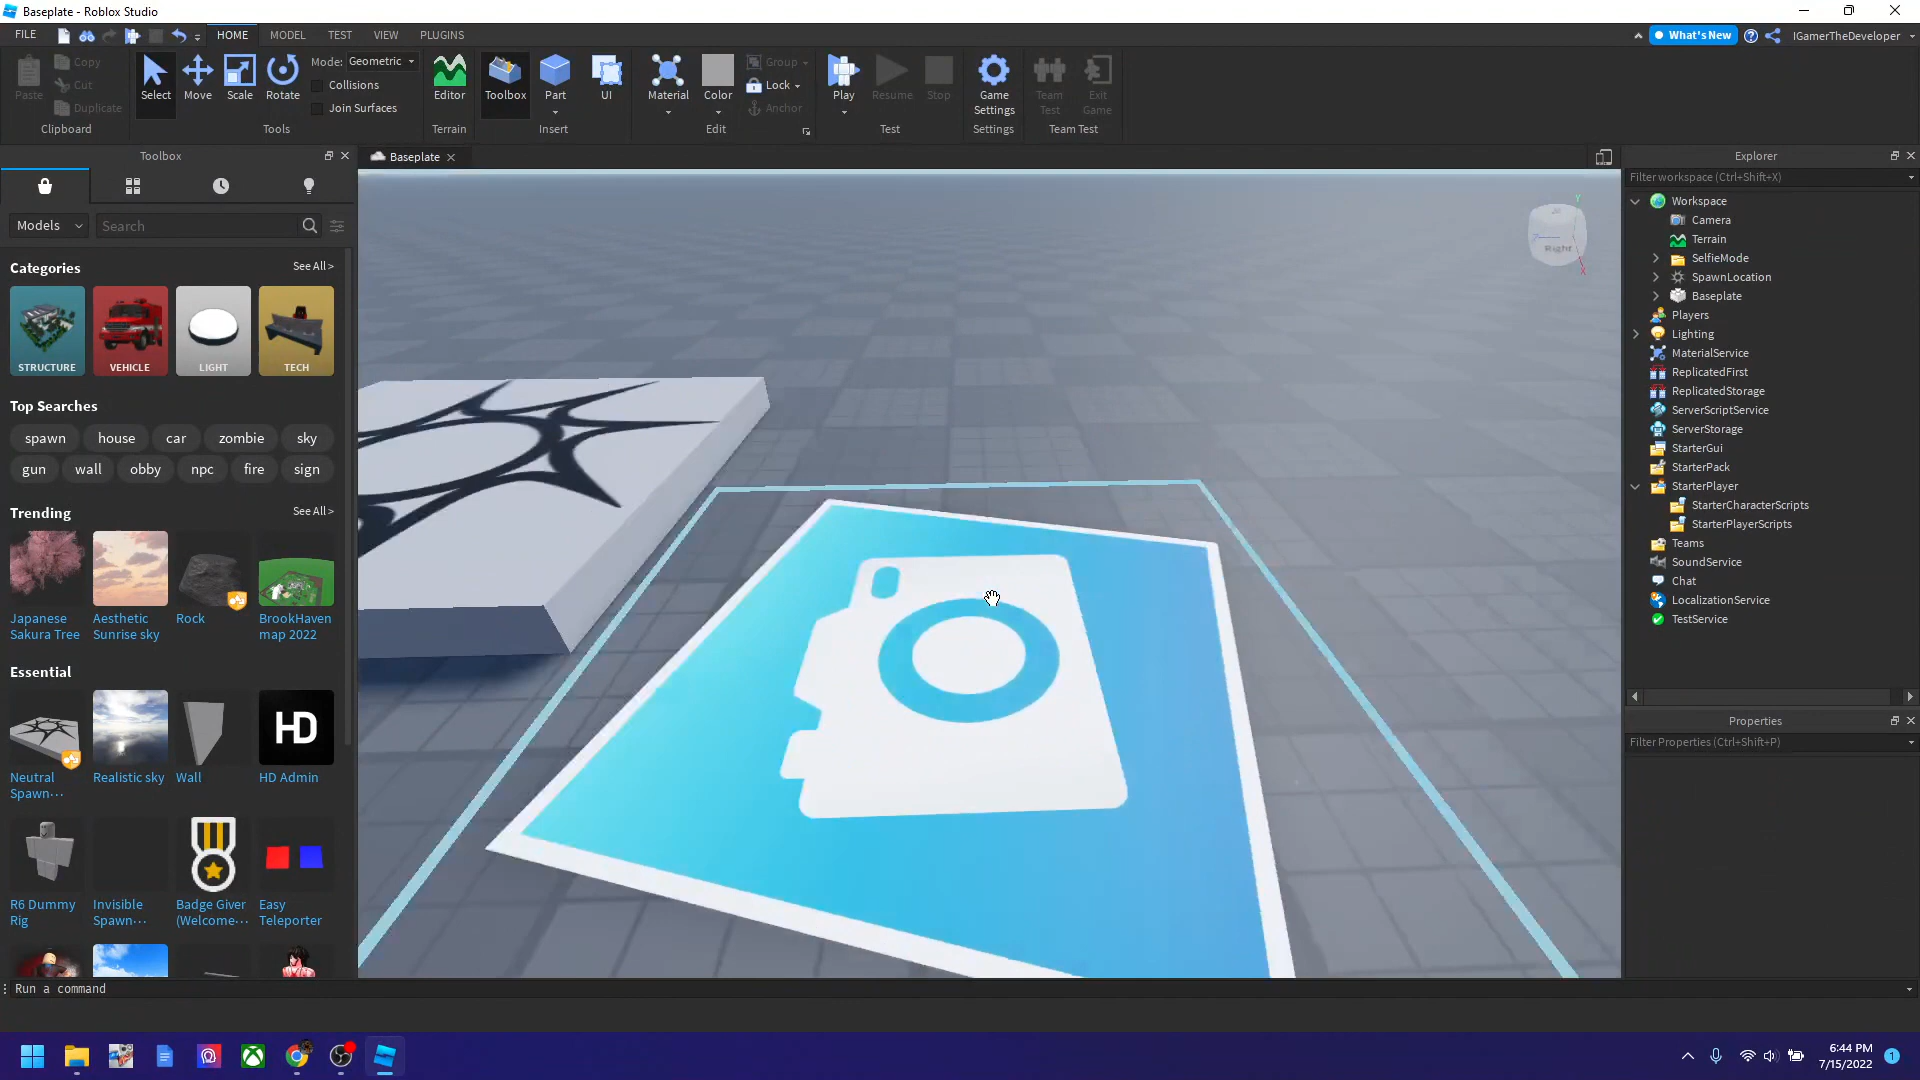 Baseplate - Roblox Studio
FILE
HOME
MODEL
TEST
VIEW
PLUGINS
What's New
IGamerTheDeveloper
Paste
Copy
Cut
Duplicate
Clipboard
Select
Move
Scale
Rotate
Mode: Geometric
Collisions
Join Surfaces
Tools
Editor
Terrain
Toolbox
Part
UI
Insert
Material
Color
Group
Lock
Anchor
Edit
Play
Resume
Stop
Test
Game Settings
Settings
Team Test
Exit Game
Team Test
Toolbox
Models
Search
Categories
See All >
STRUCTURE
VEHICLE
LIGHT
TECH
Top Searches
spawn
house
car
zombie
sky
gun
wall
obby
npc
fire
sign
Trending
See All >
Japanese Sakura Tree
Aesthetic Sunrise sky
Rock
BrookHaven map 2022
Essential
HD
Neutral Spawn...
Realistic sky
Wall
HD Admin
R6 Dummy Rig
Invisible Spawn...
Badge Giver (Welcome...
Easy Teleporter
Baseplate
Right
Y
X
Explorer
Filter workspace (Ctrl+Shift+X)
Workspace
Camera
Terrain
SelfieMode
SpawnLocation
Baseplate
Players
Lighting
MaterialService
ReplicatedFirst
ReplicatedStorage
ServerScriptService
ServerStorage
StarterGui
StarterPack
StarterPlayer
StarterCharacterScripts
StarterPlayerScripts
Teams
SoundService
Chat
LocalizationService
TestService
Properties
Filter Properties (Ctrl+Shift+P)
Run a command
6:44 PM
7/15/2022
1